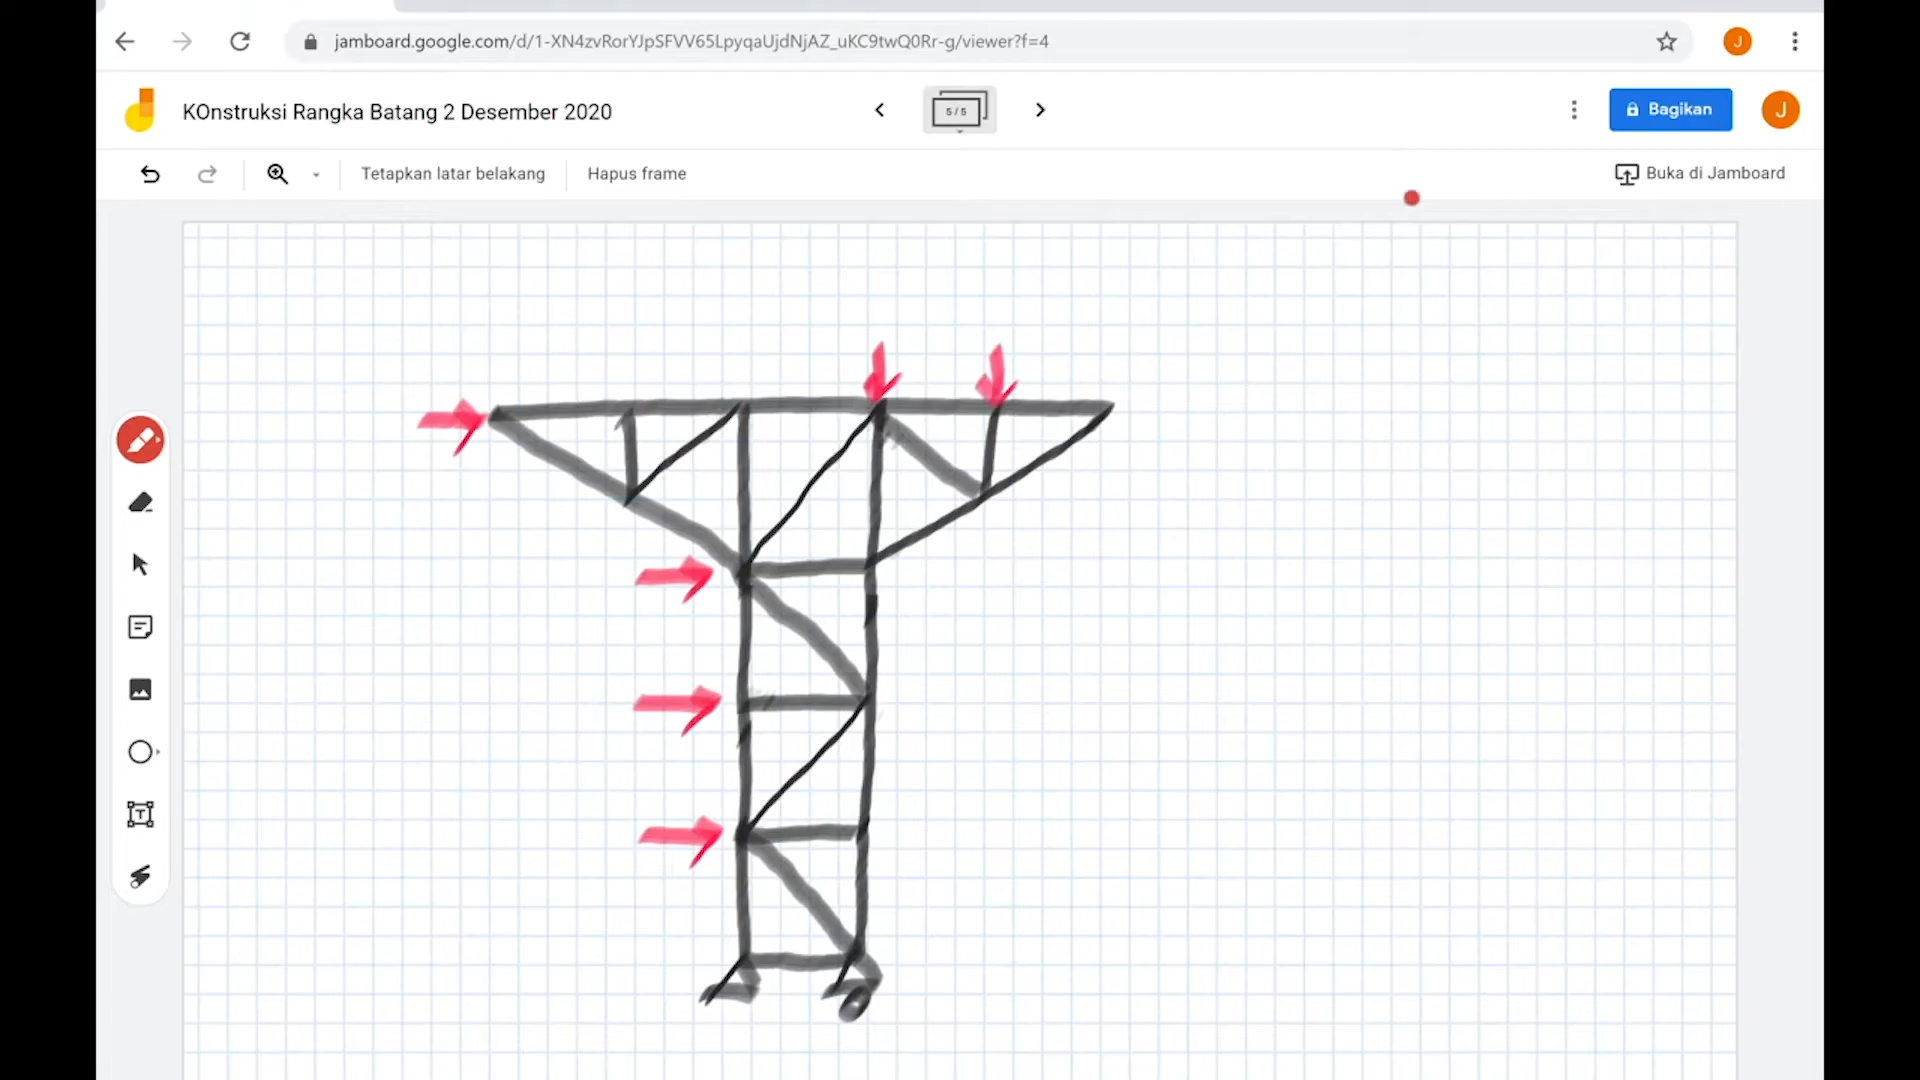 jamboard.google.com/d/1-XN4zvRorYJpSFVV65LpyqaUjdNjAZ_uKC9twQ0Rr-g/viewer?f=4
J
KOnstruksi Rangka Batang 2 Desember 2020
5 / 5
Bagikan
J
Tetapkan latar belakang
Hapus frame
Buka di Jamboard